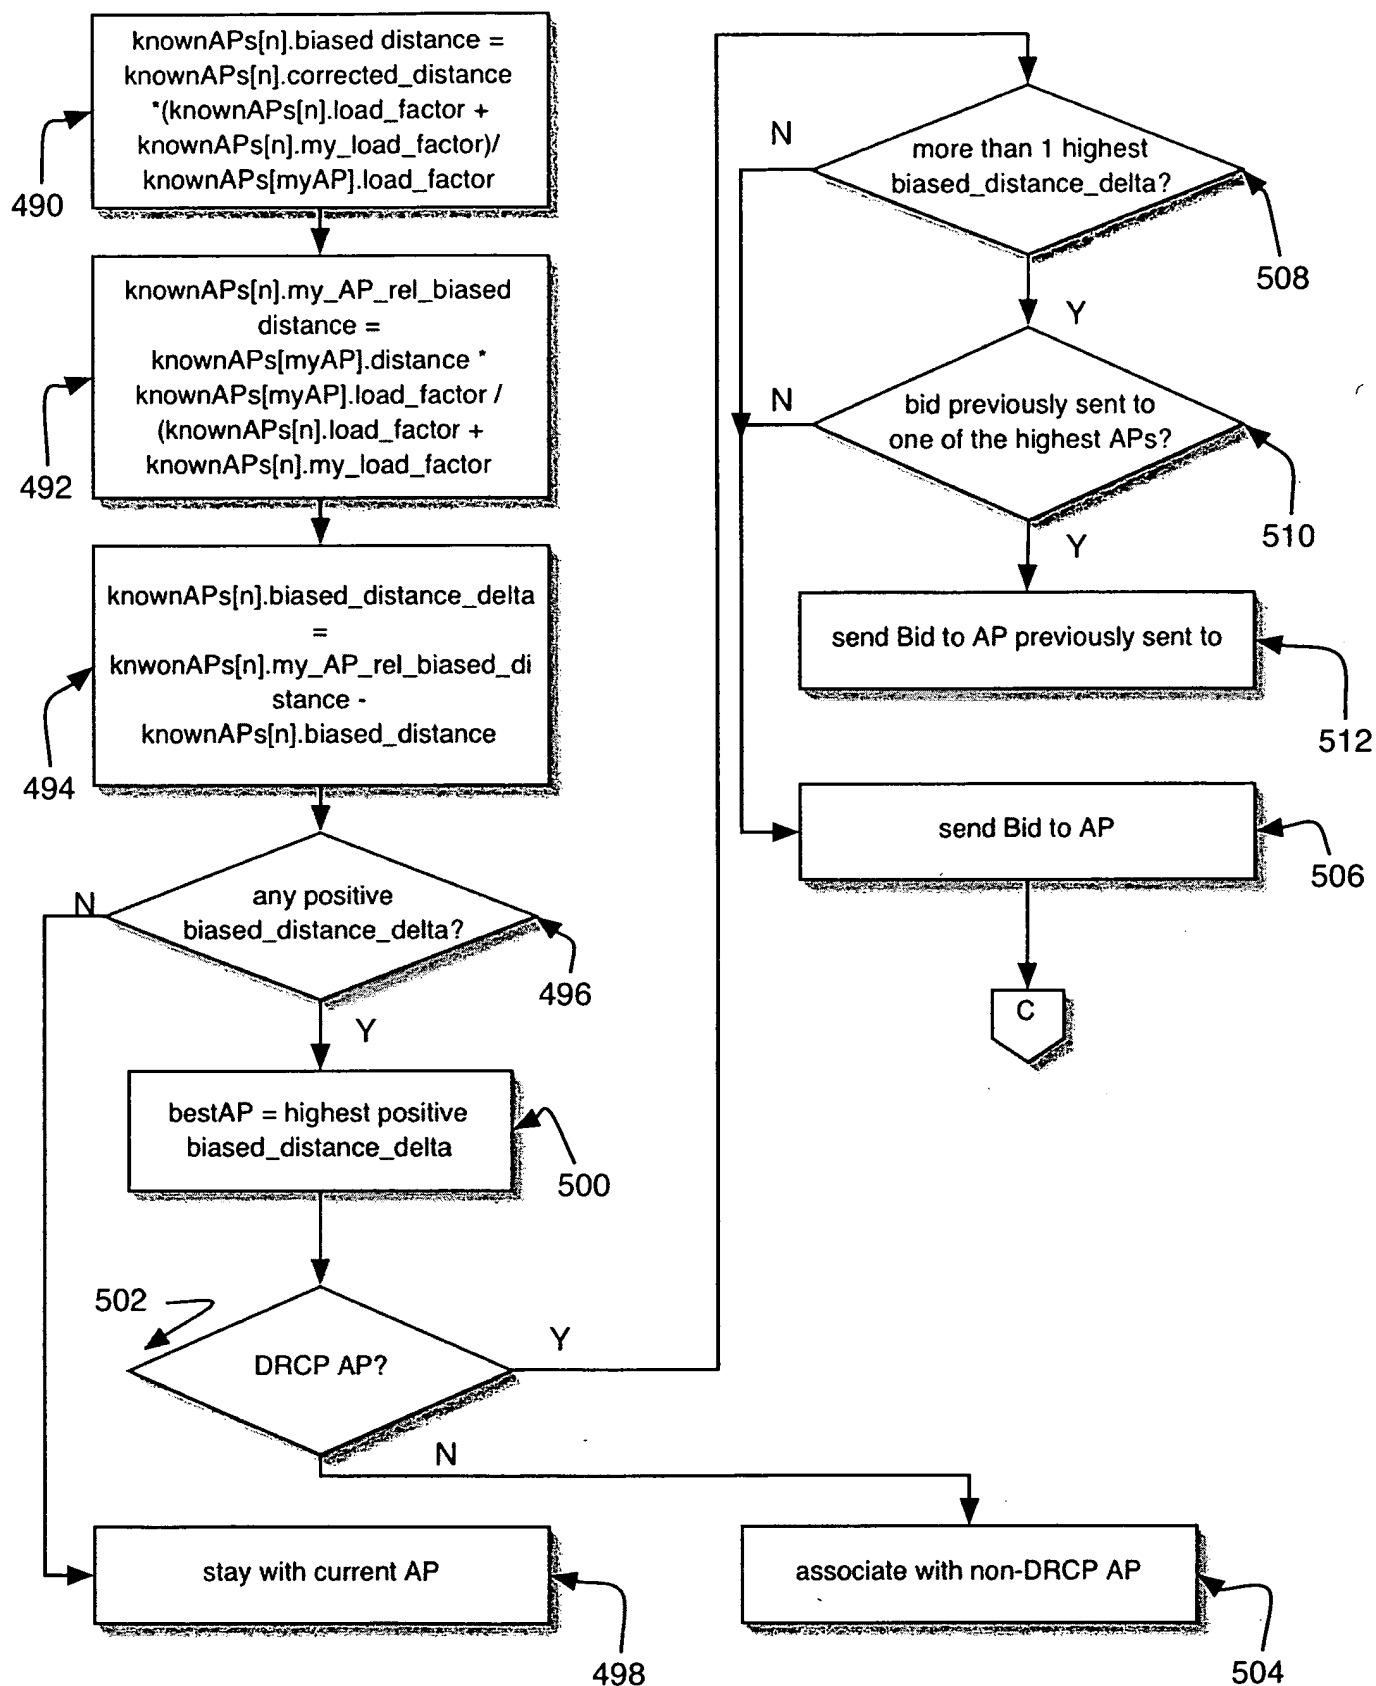 knownAPs[n].biased distance =
knownAPs[n].corrected_distance
*(knownAPs[n].load_factor +
knownAPs[n].my_load_factor)/
knownAPs[myAP].load_factor
490
knownAPs[n].my_AP_rel_biased
distance =
knownAPs[myAP].distance *
knownAPs[myAP].load_factor /
(knownAPs[n].load_factor +
knownAPs[n].my_load_factor
492
knownAPs[n].biased_distance_delta
=
knwonAPs[n].my_AP_rel_biased_di
stance -
knownAPs[n].biased_distance
494
any positive
biased_distance_delta?
N
496
Y
bestAP = highest positive
biased_distance_delta
500
502
DRCP AP?
Y
N
stay with current AP
498
associate with non-DRCP AP
504
more than 1 highest
biased_distance_delta?
N
508
Y
bid previously sent to
one of the highest APs?
N
510
Y
send Bid to AP previously sent to
512
send Bid to AP
506
C